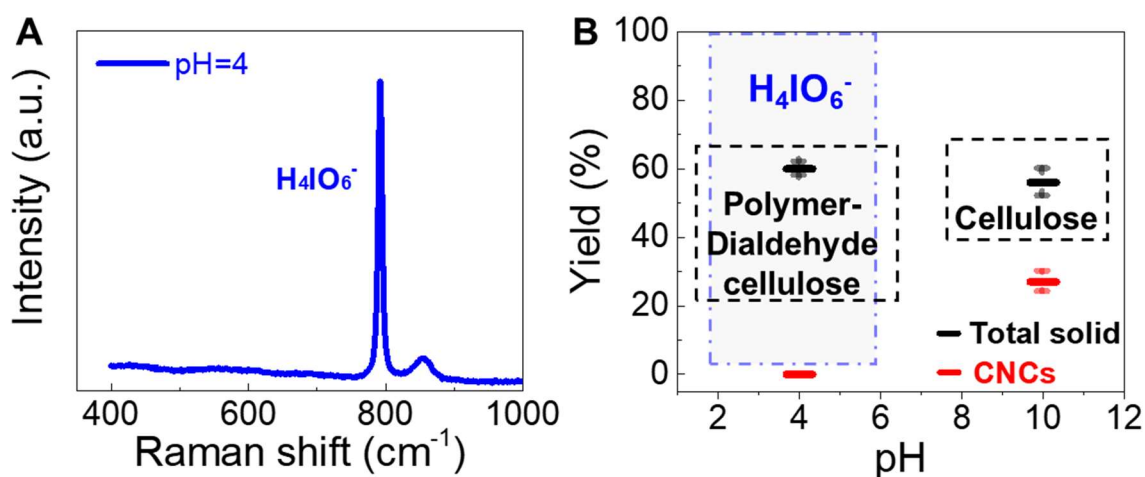 A
pH=4
H₄IO₆⁻
Intensity (a.u.)
400 600 800 1000
Raman shift (cm⁻¹)
B
100
80
60
40
20
0
Yield (%)
H₄IO₆⁻
Polymer-
Dialdehyde
cellulose
Cellulose
Total solid
CNCs
2 4 6 8 10 12
pH